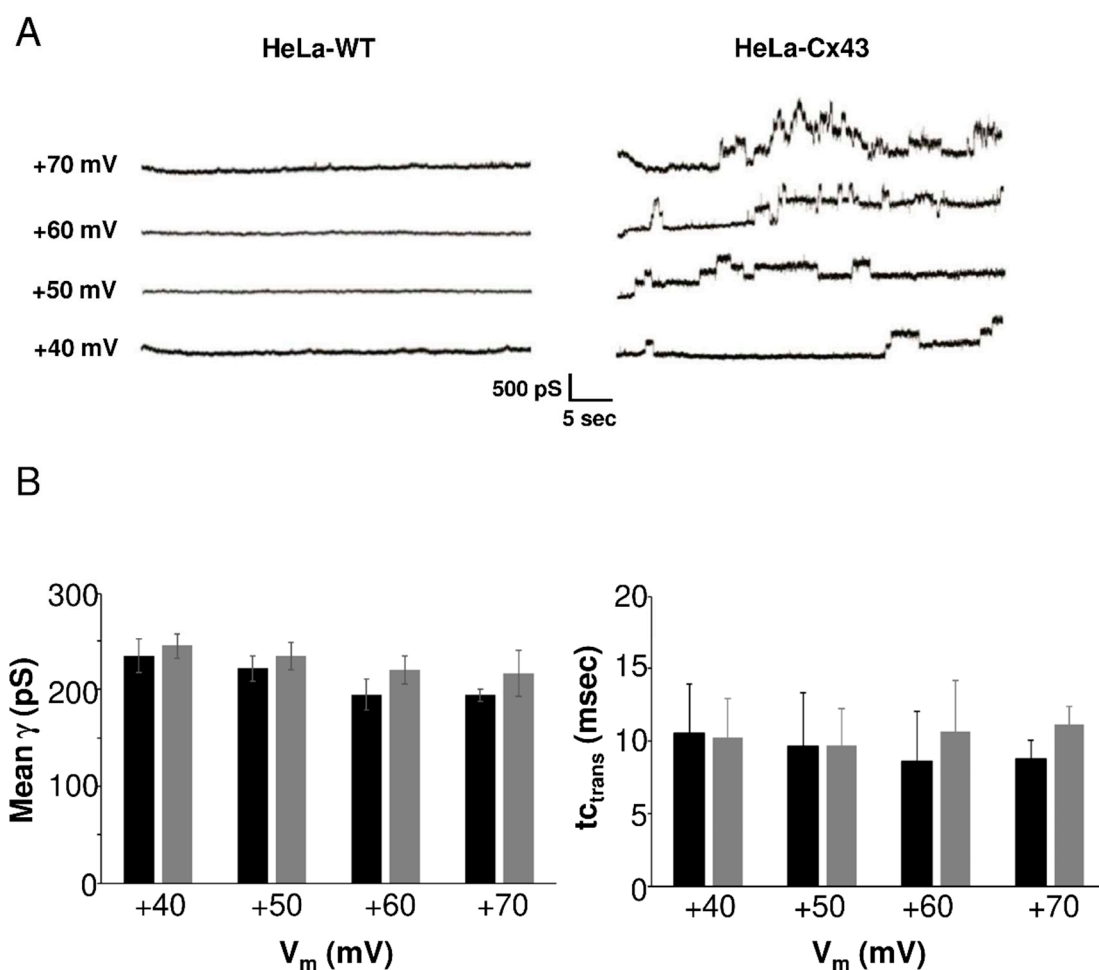 A
HeLa-WT
HeLa-Cx43
+70 mV
+60 mV
+50 mV
+40 mV
500 pS
5 sec
B
300
200
100
0
Mean γ (pS)
+40
+50
+60
+70
Vm (mV)
20
15
10
5
0
tctrans (msec)
+40
+50
+60
+70
Vm (mV)